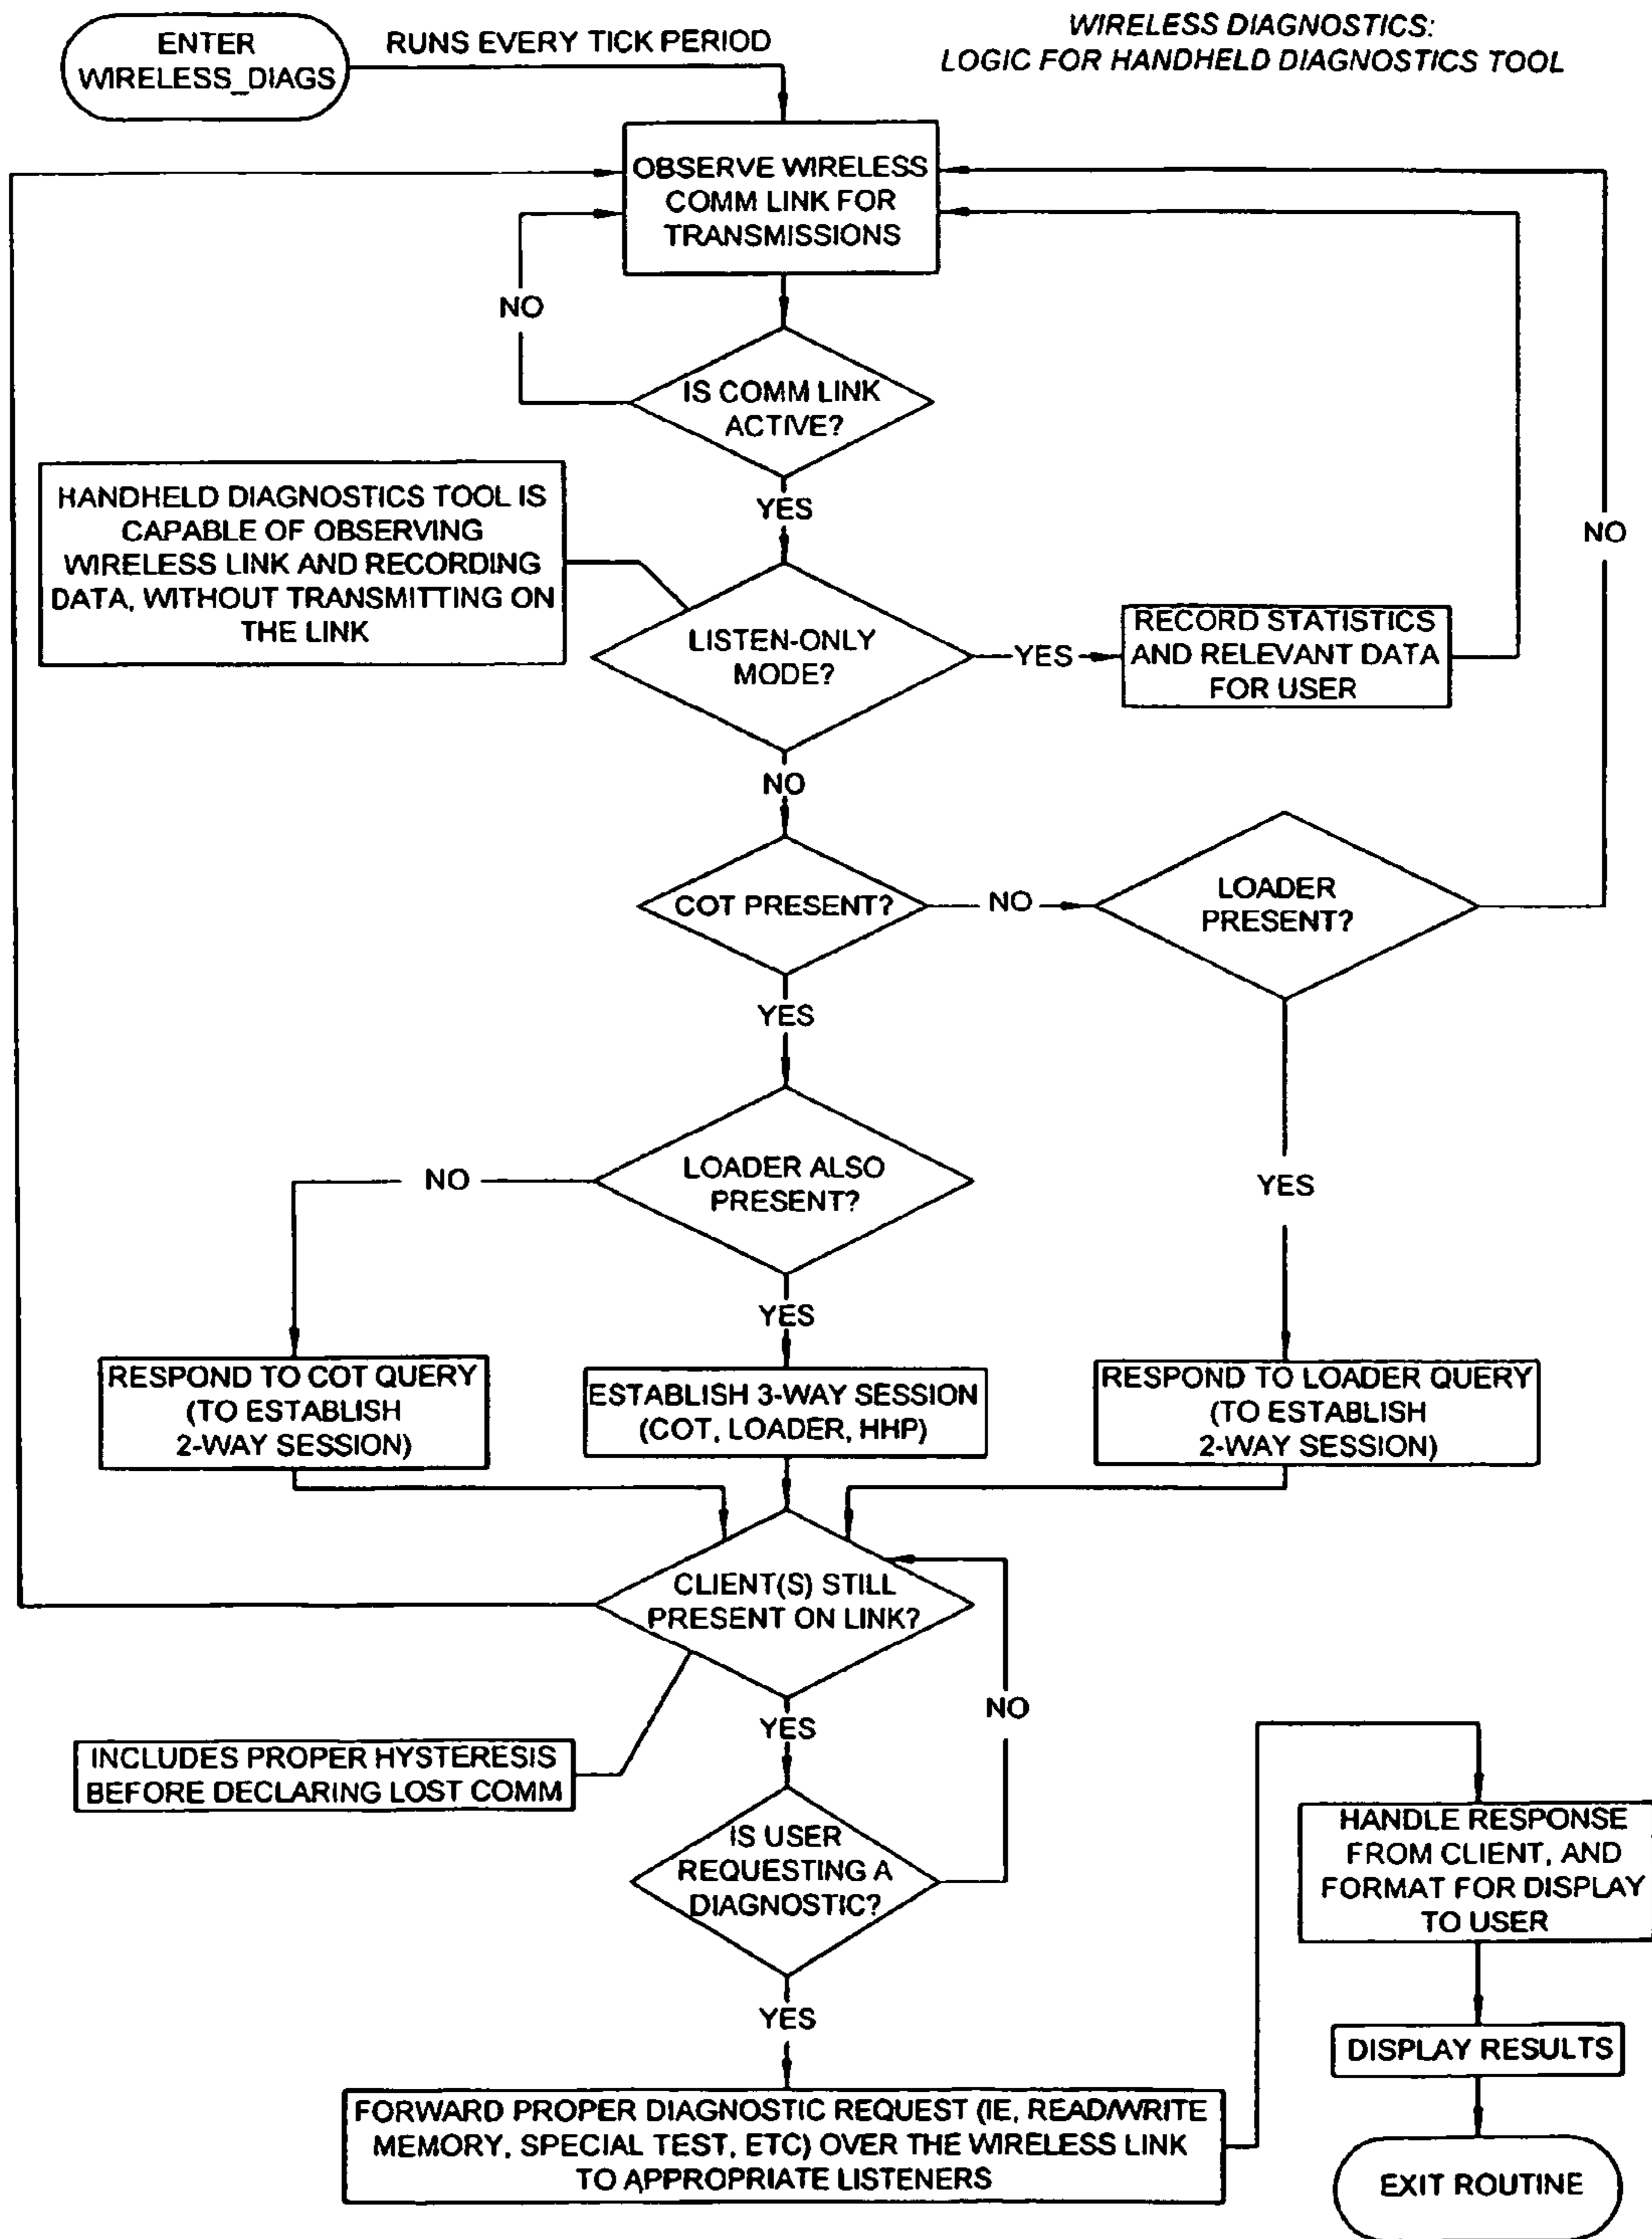 WIRELESS DIAGNOSTICS:
LOGIC FOR HANDHELD DIAGNOSTICS TOOL
ENTER
WIRELESS_DIAGS
RUNS EVERY TICK PERIOD
OBSERVE WIRELESS
COMM LINK FOR
TRANSMISSIONS
NO
IS COMM LINK
ACTIVE?
YES
HANDHELD DIAGNOSTICS TOOL IS
CAPABLE OF OBSERVING
WIRELESS LINK AND RECORDING
DATA, WITHOUT TRANSMITTING ON
THE LINK
NO
LISTEN-ONLY
MODE?
YES
RECORD STATISTICS
AND RELEVANT DATA
FOR USER
NO
COT PRESENT?
NO
LOADER
PRESENT?
YES
LOADER ALSO
PRESENT?
NO
YES
YES
RESPOND TO COT QUERY
(TO ESTABLISH
2-WAY SESSION)
ESTABLISH 3-WAY SESSION
(COT, LOADER, HHP)
RESPOND TO LOADER QUERY
(TO ESTABLISH
2-WAY SESSION)
CLIENT(S) STILL
PRESENT ON LINK?
NO
YES
INCLUDES PROPER HYSTERESIS
BEFORE DECLARING LOST COMM
IS USER
REQUESTING A
DIAGNOSTIC?
YES
FORWARD PROPER DIAGNOSTIC REQUEST (IE, READ/WRITE
MEMORY, SPECIAL TEST, ETC) OVER THE WIRELESS LINK
TO APPROPRIATE LISTENERS
HANDLE RESPONSE
FROM CLIENT, AND
FORMAT FOR DISPLAY
TO USER
DISPLAY RESULTS
EXIT ROUTINE